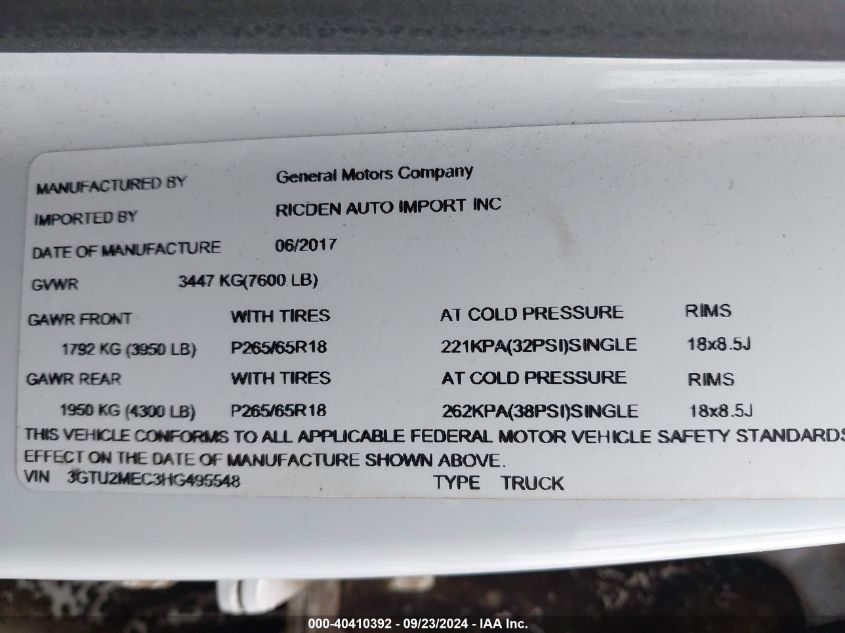 MANUFACTURED BY General Motors Company
IMPORTED BY RICDEN AUTO IMPORT INC
DATE OF MANUFACTURE 06/2017
GVWR 3447 KG(7600 LB)
GAWR FRONT WITH TIRES AT COLD PRESSURE RIMS
1792 KG (3950 LB) P265/65R18 221KPA(32PSI)SINGLE 18x8.5J
GAWR REAR WITH TIRES AT COLD PRESSURE RIMS
1950 KG (4300 LB) P265/65R18 262KPA(38PSI)SINGLE 18x8.5J
THIS VEHICLE CONFORMS TO ALL APPLICABLE FEDERAL MOTOR VEHICLE SAFETY STANDARDS
EFFECT ON THE DATE OF MANUFACTURE SHOWN ABOVE.
VIN 3GTU2MEC3HG495548 TYPE TRUCK
000-40410392 - 09/23/2024 - IAA Inc.